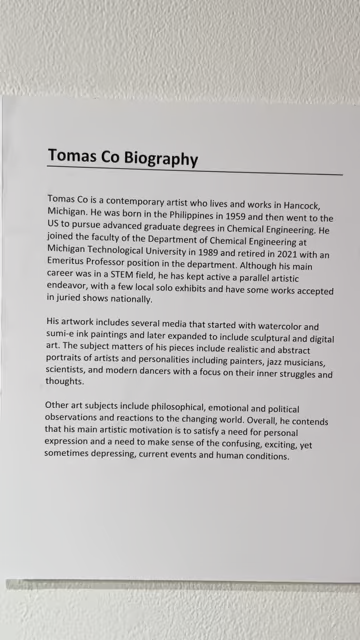 Tomas Co Biography
Tomas Co is a contemporary artist who lives and works in Hancock,
Michigan. He was born in the Philippines in 1959 and then went to the
US to pursue advanced graduate degrees in Chemical Engineering. He
joined the faculty of the Department of Chemical Engineering at
Michigan Technological University in 1989 and retired in 2021 with an
Emeritus Professor position in the department. Although his main
career was in a STEM field, he has kept active a parallel artistic
endeavor, with a few local solo exhibits and have some works accepted
in juried shows nationally.
His artwork includes several media that started with watercolor and
sumi-e ink paintings and later expanded to include sculptural and digital
art. The subject matters of his pieces include realistic and abstract
portraits of artists and personalities including painters, jazz musicians,
scientists, and modern dancers with a focus on their inner struggles and
thoughts.
Other art subjects include philosophical, emotional and political
observations and reactions to the changing world. Overall, he contends
that his main artistic motivation is to satisfy a need for personal
expression and a need to make sense of the confusing, exciting, yet
sometimes depressing, current events and human conditions.